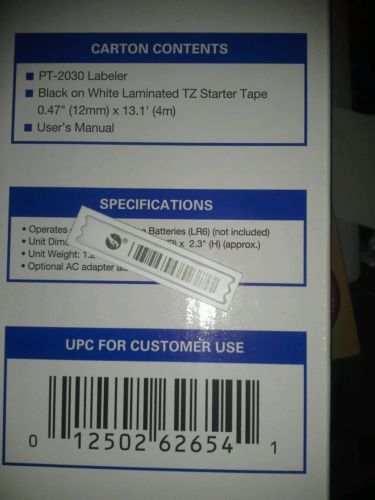 CARTON CONTENTS
PT-2030 Labeler
Black on White Laminated TZ Starter Tape
0.47" (12mm) x 13.1' (4m)
User's Manual
SPECIFICATIONS
• Operates Batteries (LR6) (not included)
• Unit x 2.3" (H) (approx.)
• Unit Weight:
• Optional AC adapter
UPC FOR CUSTOMER USE
0 12502 62654 1